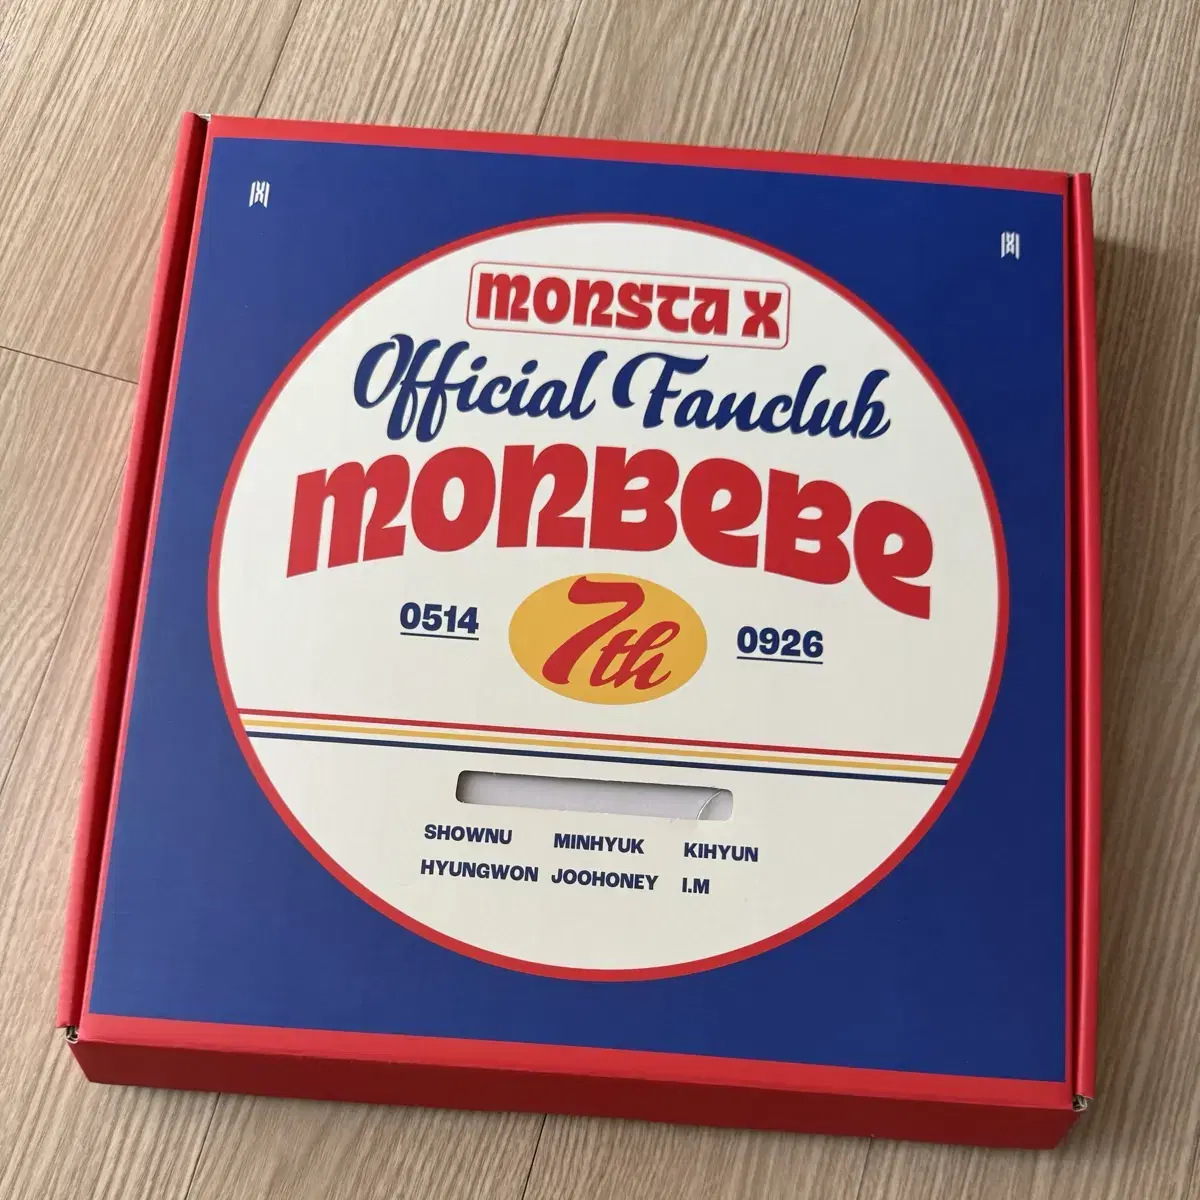 MONSTA X
Official Fanclub
MONBEBE
0514 7th 0926
SHOWNU MINHYUK KIHYUN
HYUNGWON JOOHONEY I.M